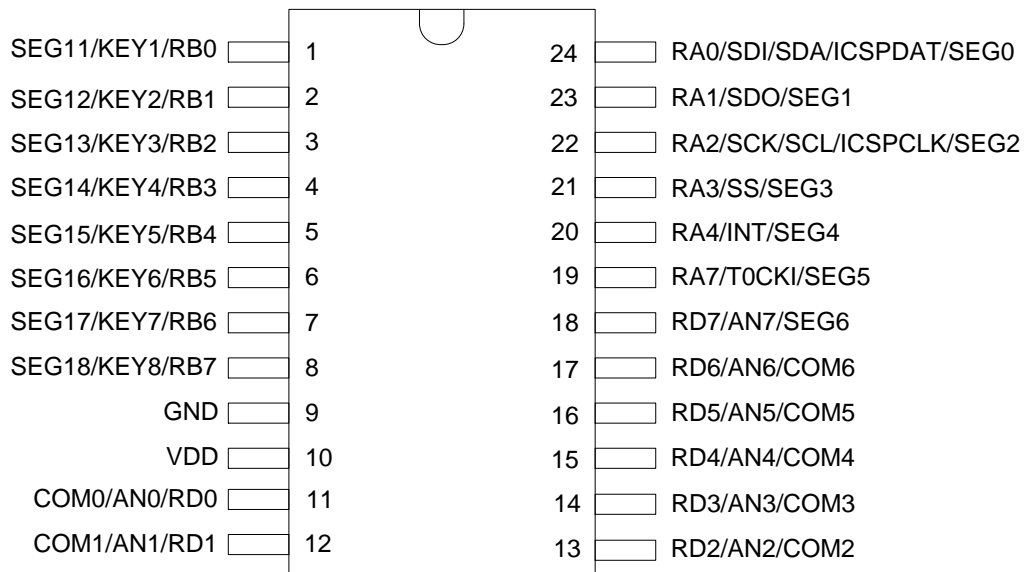 SEG11/KEY1/RB0 1 24 RA0/SDI/SDA/ICSPDAT/SEG0
SEG12/KEY2/RB1 2 23 RA1/SDO/SEG1
SEG13/KEY3/RB2 3 22 RA2/SCK/SCL/ICSPCLK/SEG2
SEG14/KEY4/RB3 4 21 RA3/SS/SEG3
SEG15/KEY5/RB4 5 20 RA4/INT/SEG4
SEG16/KEY6/RB5 6 19 RA7/T0CKI/SEG5
SEG17/KEY7/RB6 7 18 RD7/AN7/SEG6
SEG18/KEY8/RB7 8 17 RD6/AN6/COM6
GND 9 16 RD5/AN5/COM5
VDD 10 15 RD4/AN4/COM4
COM0/AN0/RD0 11 14 RD3/AN3/COM3
COM1/AN1/RD1 12 13 RD2/AN2/COM2